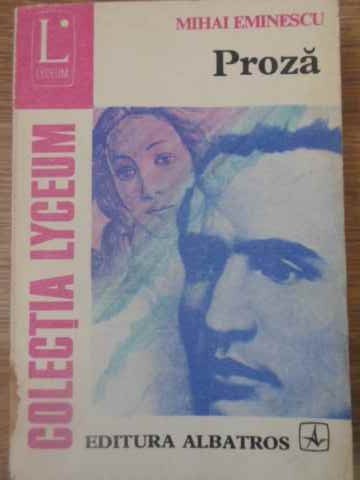 L
LYCEUM
MIHAI EMINESCU
Proză
COLECȚIA LYCEUM
EDITURA ALBATROS